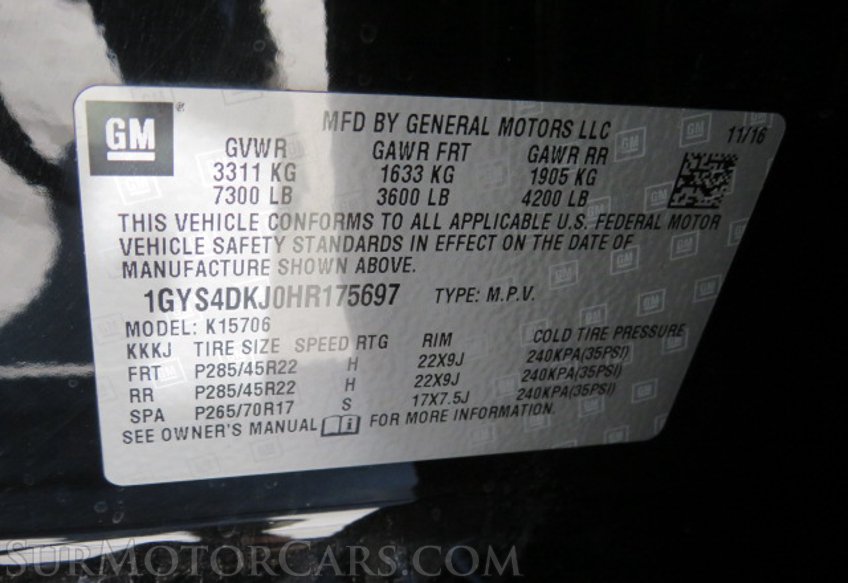 GM®
MFD BY GENERAL MOTORS LLC 11/16
GVWR GAWR FRT GAWR RR
3311 KG 1633 KG 1905 KG
7300 LB 3600 LB 4200 LB
THIS VEHICLE CONFORMS TO ALL APPLICABLE U.S. FEDERAL MOTOR
VEHICLE SAFETY STANDARDS IN EFFECT ON THE DATE OF
MANUFACTURE SHOWN ABOVE.
1GYS4DKJ0HR175697 TYPE: M.P.V.
MODEL: K15706
KKKJ TIRE SIZE SPEED RTG RIM COLD TIRE PRESSURE
FRT P285/45R22 H 22X9J 240KPA(35PSI)
RR P285/45R22 H 22X9J 240KPA(35PSI)
SPA P265/70R17 S 17X7.5J 240KPA(35PSI)
SEE OWNER'S MANUAL i FOR MORE INFORMATION.
SURMOTORCARS.COM